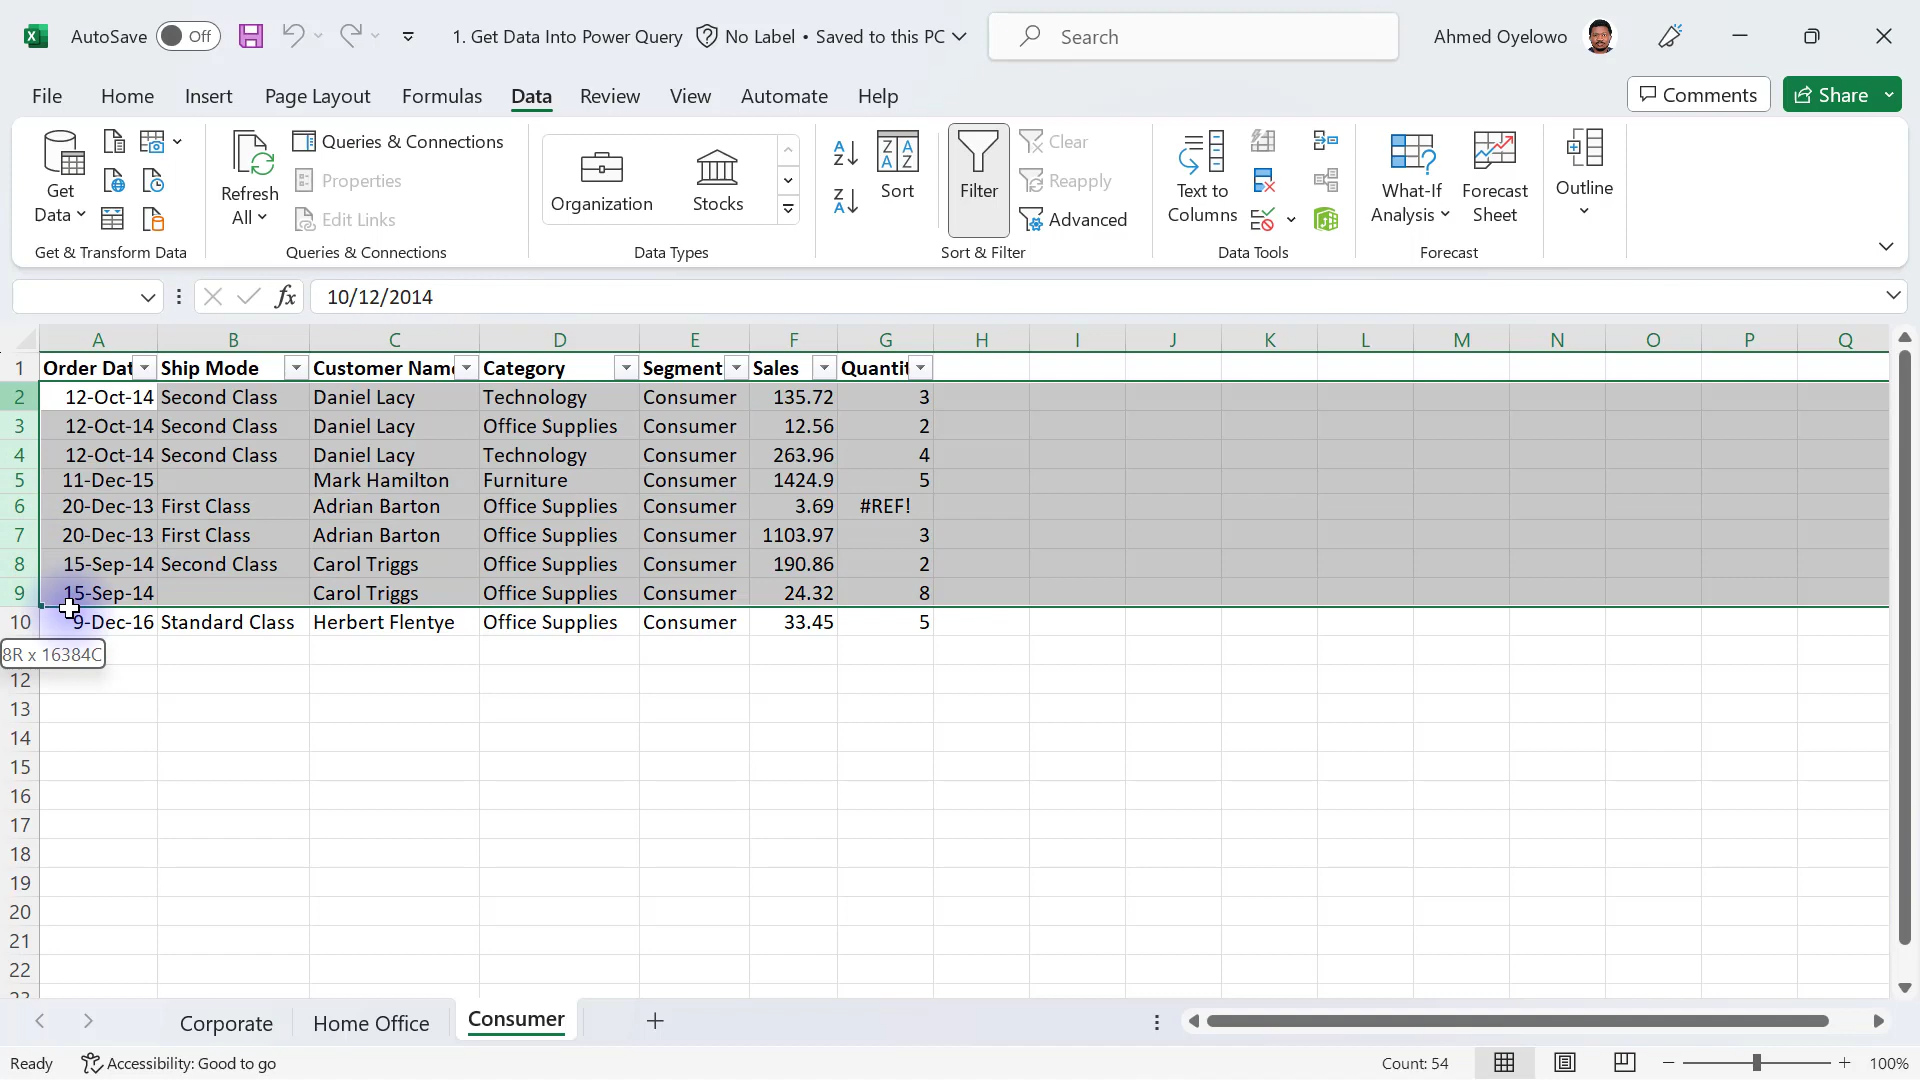 AutoSave Off 1. Get Data Into Power Query No Label • Saved to this PC Search Ahmed Oyelowo
File Home Insert Page Layout Formulas Data Review View Automate Help Comments Share
Get Data
Refresh All
Queries & Connections
Properties
Edit Links
Organization Stocks
Sort
Filter
Clear
Reapply
Advanced
Text to Columns
What-If Analysis
Forecast Sheet
Outline
Get & Transform Data Queries & Connections Data Types Sort & Filter Data Tools Forecast
fx 10/12/2014
A B C D E F G H I J K L M N O P Q
1 Order Dat Ship Mode Customer Name Category Segment Sales Quantit
2 12-Oct-14 Second Class Daniel Lacy Technology Consumer 135.72 3
3 12-Oct-14 Second Class Daniel Lacy Office Supplies Consumer 12.56 2
4 12-Oct-14 Second Class Daniel Lacy Technology Consumer 263.96 4
5 11-Dec-15 Mark Hamilton Furniture Consumer 1424.9 5
6 20-Dec-13 First Class Adrian Barton Office Supplies Consumer 3.69 #REF!
7 20-Dec-13 First Class Adrian Barton Office Supplies Consumer 1103.97 3
8 15-Sep-14 Second Class Carol Triggs Office Supplies Consumer 190.86 2
9 15-Sep-14 Carol Triggs Office Supplies Consumer 24.32 8
10 9-Dec-16 Standard Class Herbert Flentye Office Supplies Consumer 33.45 5
8R x 16384C
12
13
14
15
16
17
18
19
20
21
22
Corporate Home Office Consumer
Ready Accessibility: Good to go Count: 54 100%